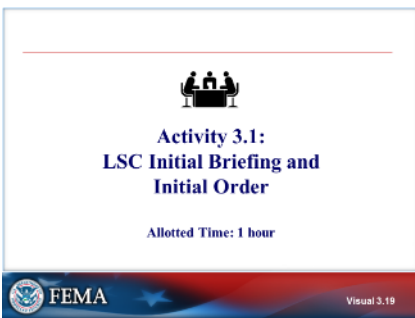 Activity 3.1:
LSC Initial Briefing and
Initial Order
Allotted Time: 1 hour
FEMA
Visual 3.19